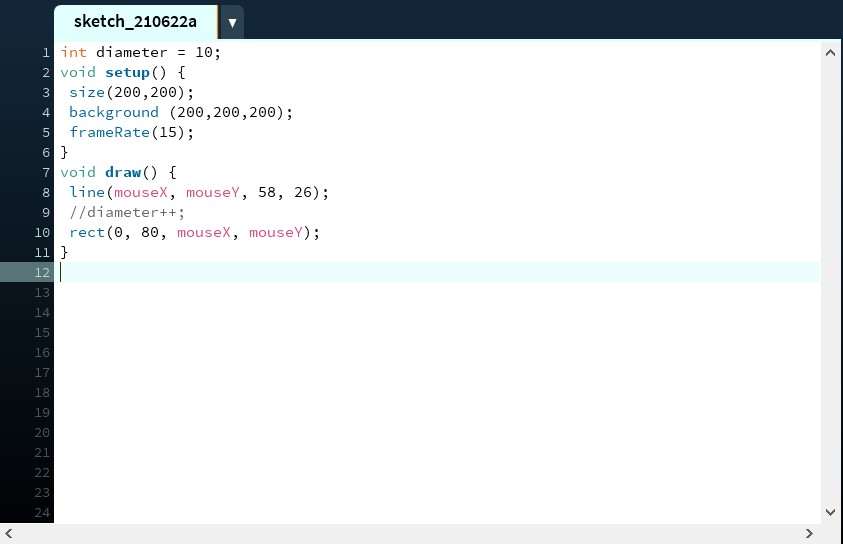 sketch_210622a ▼
1 int diameter = 10;
2 void setup() {
3  size(200,200);
4  background (200,200,200);
5  frameRate(15);
6 }
7 void draw() {
8  line(mouseX, mouseY, 58, 26);
9  //diameter++;
10  rect(0, 80, mouseX, mouseY);
11 }
12
13
14
15
16
17
18
19
20
21
22
23
24